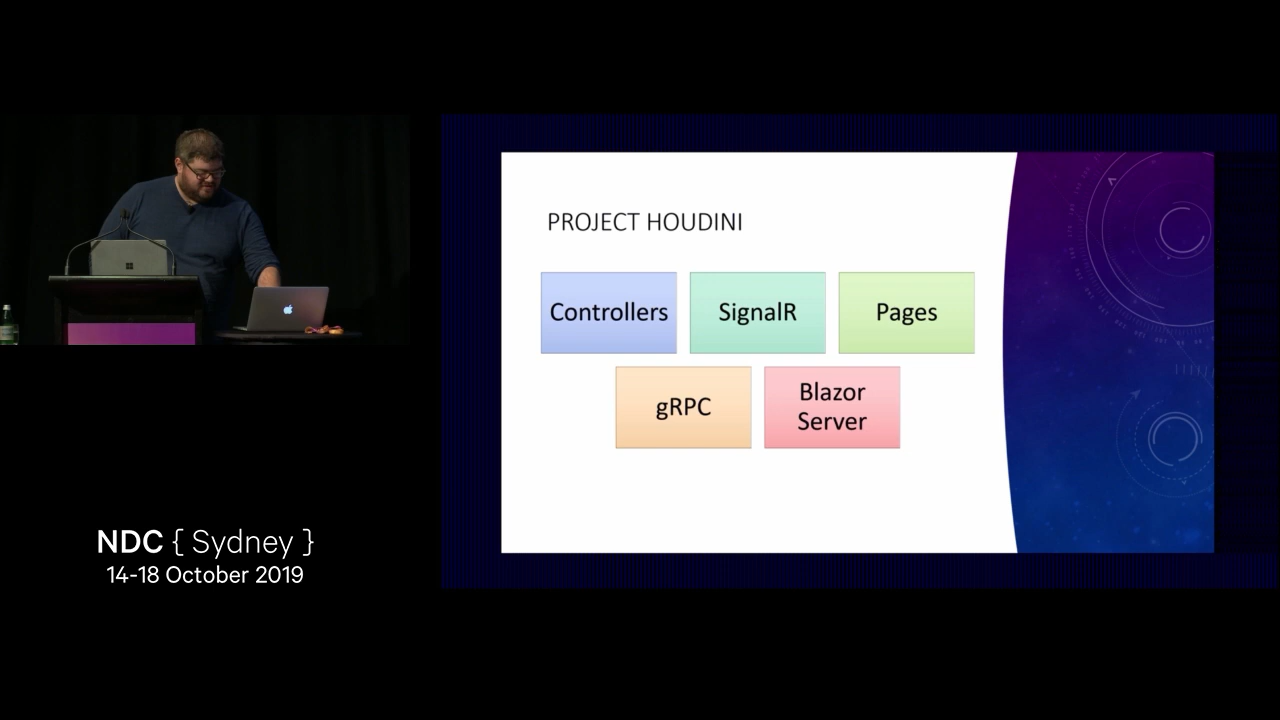 PROJECT HOUDINI
Controllers
SignalR
Pages
gRPC
Blazor
Server
NDC { Sydney }
14-18 October 2019